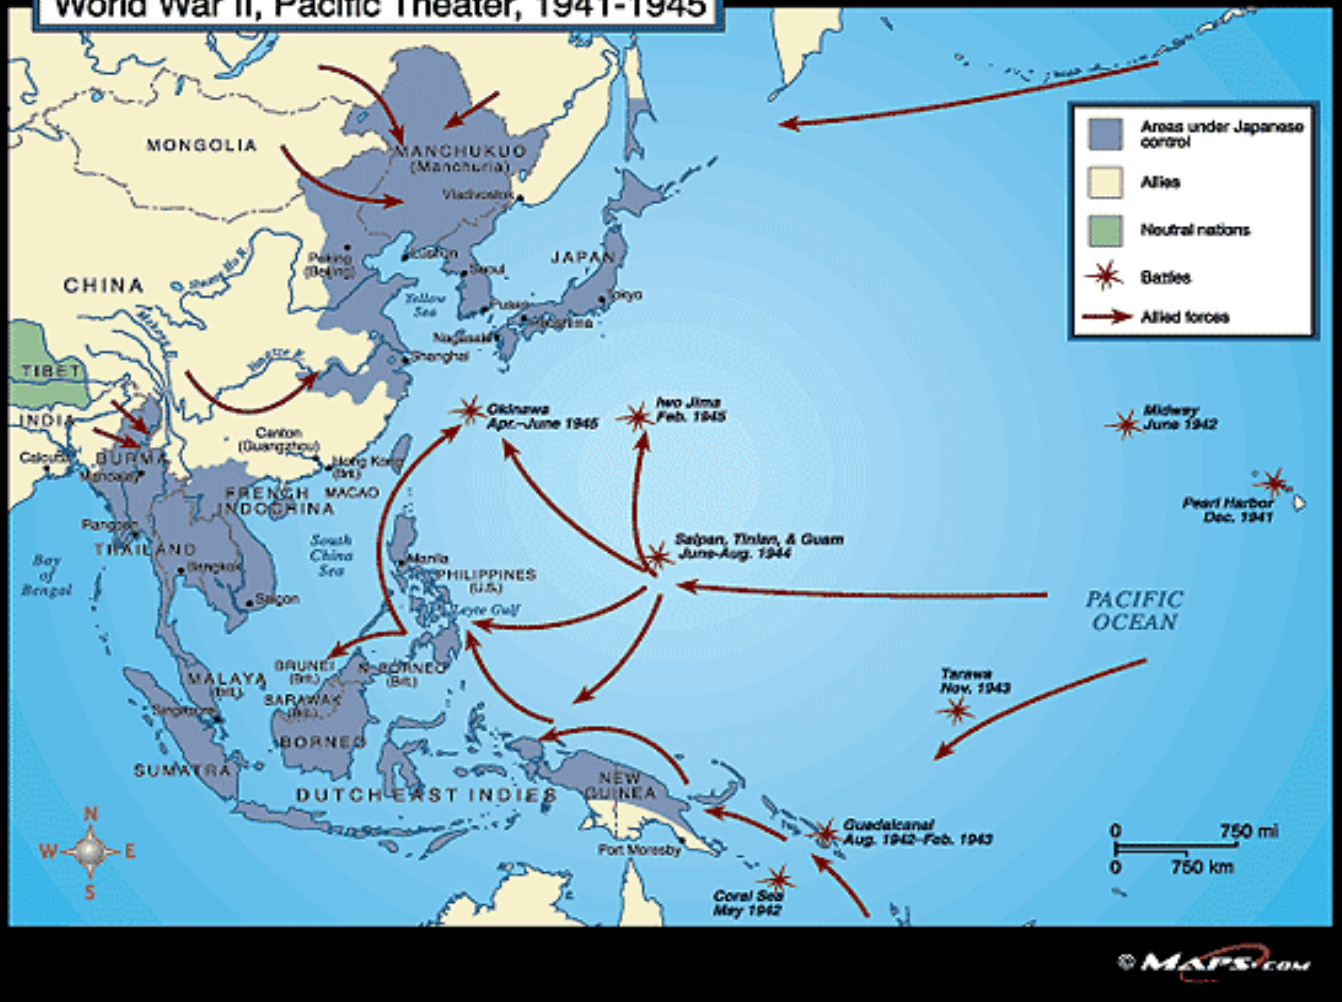 World War II, Pacific Theater, 1941-1945
Areas under Japanese
control
Allies
Neutral nations
Battles
Allied forces
MONGOLIA
MANCHUKUO
(Manchuria)
Vladivostok
Peking
(Beijing)
Lushun
Seoul
JAPAN
CHINA
Shuang Hu R.
Yellow
Sea
Pusan
Tokyo
Hiroshima
Nagasaki
Mekong R.
Yangtze R.
Shanghai
TIBET
INDIA
Okinawa
Apr.–June 1945
Iwo Jima
Feb. 1945
Midway
June 1942
Canton
(Guangzhou)
Calcutta
BURMA
Mandalay
Hong Kong
(Brit.)
MACAO
FRENCH
INDOCHINA
Pearl Harbor
Dec. 1941
Rangoon
THAILAND
South
China
Sea
Saipan, Tinian, & Guam
June-Aug. 1944
Bay
of
Bengal
Bangkok
Manila
PHILIPPINES
(U.S.)
Saigon
Leyte Gulf
PACIFIC
OCEAN
BRUNEI
(Brit.)
N. BORNEO
(Brit.)
MALAYA
(Brit.)
SARAWAK
(Brit.)
Singapore
Tarawa
Nov. 1943
BORNEO
SUMATRA
DUTCH EAST INDIES
NEW
GUINEA
Port Moresby
Guadalcanal
Aug. 1942–Feb. 1943
Coral Sea
May 1942
N
W
E
S
0 750 mi
0 750 km
© MAPS.COM